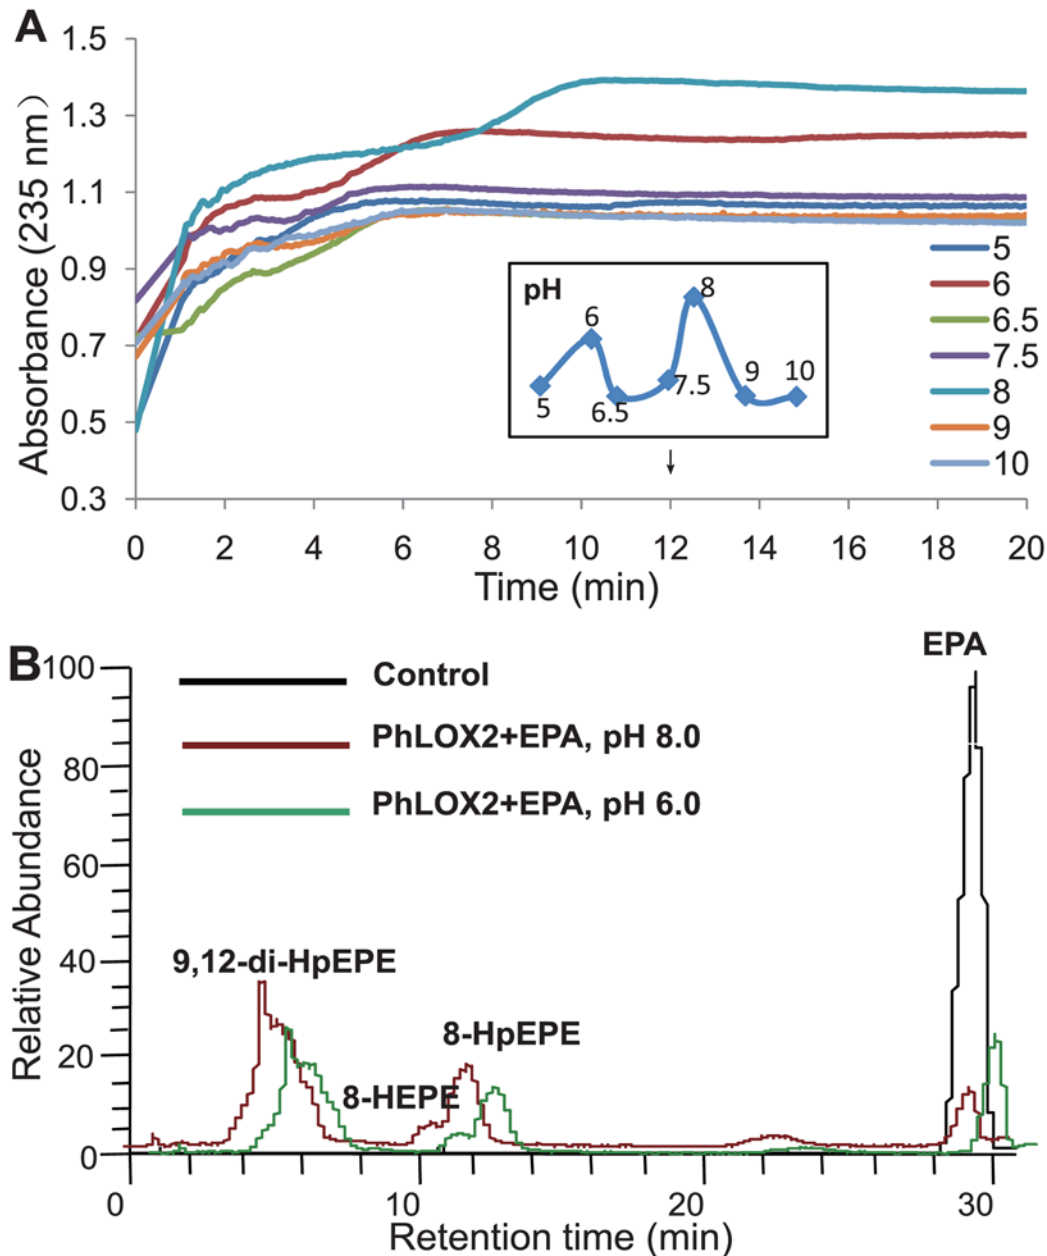 A
1.5
1.3
1.1
0.9
0.7
0.5
0.3
Absorbance (235 nm)
0 2 4 6 8 10 12 14 16 18 20
Time (min)
pH
5
6
6.5
7.5
8
9
10
5
6
6.5
7.5
8
9
10
B
100
80
60
40
20
0
Relative Abundance
Control
PhLOX2+EPA, pH 8.0
PhLOX2+EPA, pH 6.0
EPA
9,12-di-HpEPE
8-HpEPE
8-HEPE
0 10 20 30
Retention time (min)